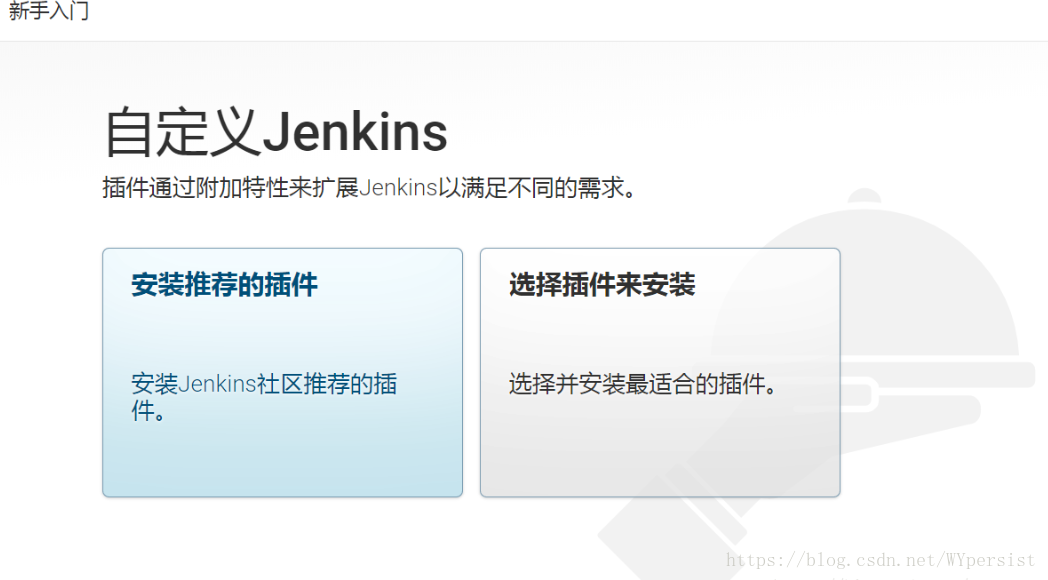 新手入门
自定义Jenkins
插件通过附加特性来扩展Jenkins以满足不同的需求。
安装推荐的插件
安装Jenkins社区推荐的插
件。
选择插件来安装
选择并安装最适合的插件。
https://blog.csdn.net/WYpersist